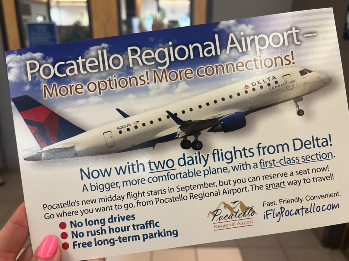 Pocatello Regional Airport –
More options! More connections!
DELTA
Now with two daily flights from Delta!
A bigger, more comfortable plane, with a first-class section.
Pocatello's new midday flight starts in September, but you can reserve a seat now!
Go where you want to go, from Pocatello Regional Airport. The smart way to travel!
● No long drives
● No rush hour traffic
● Free long-term parking
Pocatello
Regional Airport
Fast. Friendly. Convenient.
iFlyPocatello.com